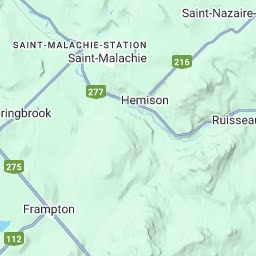 Saint-Nazaire-
SAINT-MALACHIE-STATION
Saint-Malachie
216
277
Hemison
ringbrook
Ruisseau
275
Frampton
112